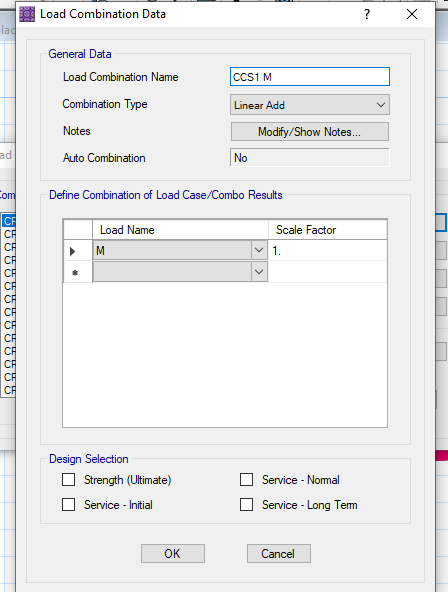 Load Combination Data
?
General Data
Load Combination Name
CCS1 M
Combination Type
Linear Add
Notes
Modify/Show Notes...
Auto Combination
No
Define Combination of Load Case/Combo Results
Load Name
Scale Factor
M
1.
Design Selection
Strength (Ultimate)
Service - Normal
Service - Initial
Service - Long Term
OK
Cancel